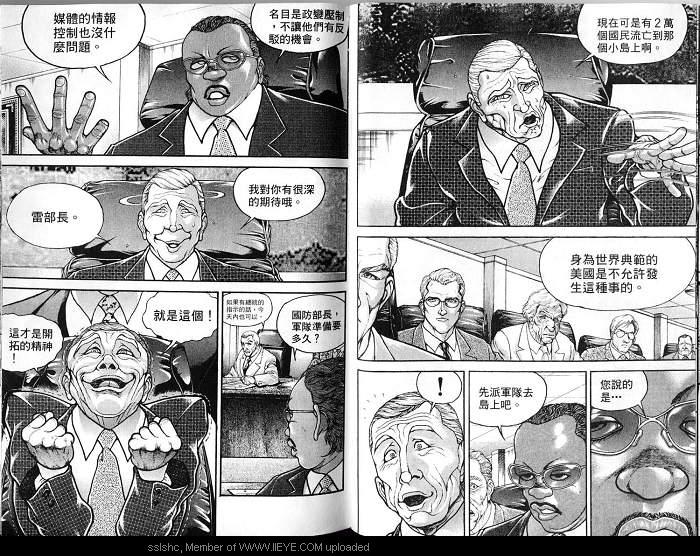 現在可是有2萬
個國民流亡到那
個小島上啊。
身為世界典範的
美國是不允許發
生這種事的。
您說的
是…
先派軍隊去
島上吧。
！
名目是政變壓制
，不讓他們有反
駁的機會。
媒體的情報
控制也沒什
麼問題。
我對你有很深
的期待哦。
雷部長。
國防部長，
軍隊準備要
多久？
如果有總統的
指示的話，今
天內也可以。
就是這個！
這才是開
拓的精神
！
sslshc, Member of WWW.IIEYE.COM uploaded